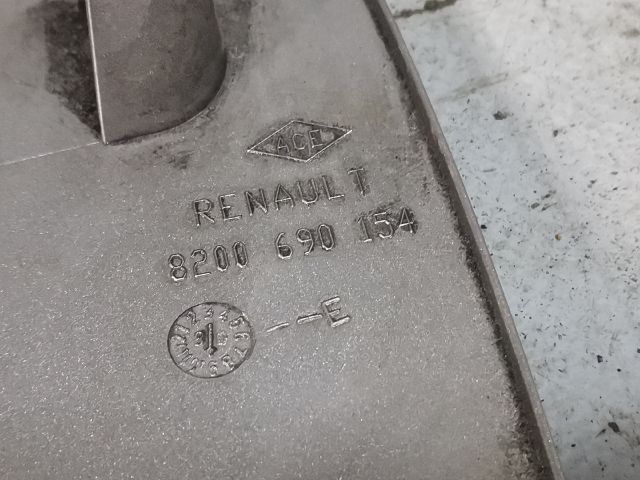 ACE
RENAULT
8200 690 154
--E